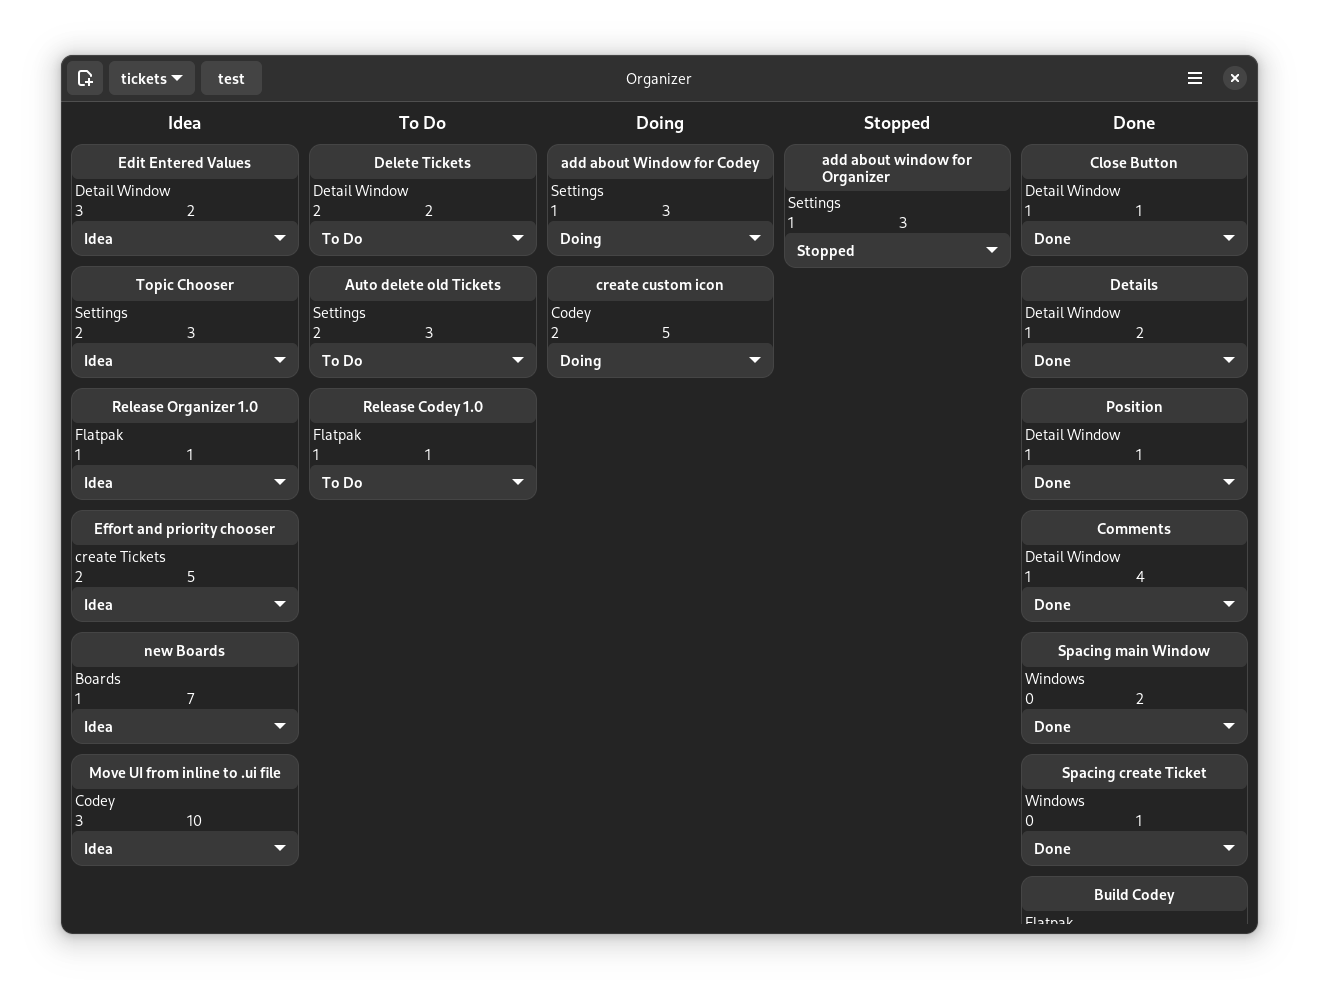 tickets
test
Organizer
Idea
Edit Entered Values
Detail Window
3 2
Idea
Topic Chooser
Settings
2 3
Idea
Release Organizer 1.0
Flatpak
1 1
Idea
Effort and priority chooser
create Tickets
2 5
Idea
new Boards
Boards
1 7
Idea
Move UI from inline to .ui file
Codey
3 10
Idea
To Do
Delete Tickets
Detail Window
2 2
To Do
Auto delete old Tickets
Settings
2 3
To Do
Release Codey 1.0
Flatpak
1 1
To Do
Doing
add about Window for Codey
Settings
1 3
Doing
create custom icon
Codey
2 5
Doing
Stopped
add about window for
Organizer
Settings
1 3
Stopped
Done
Close Button
Detail Window
1 1
Done
Details
Detail Window
1 2
Done
Position
Detail Window
1 1
Done
Comments
Detail Window
1 4
Done
Spacing main Window
Windows
0 2
Done
Spacing create Ticket
Windows
0 1
Done
Build Codey
Flatpak